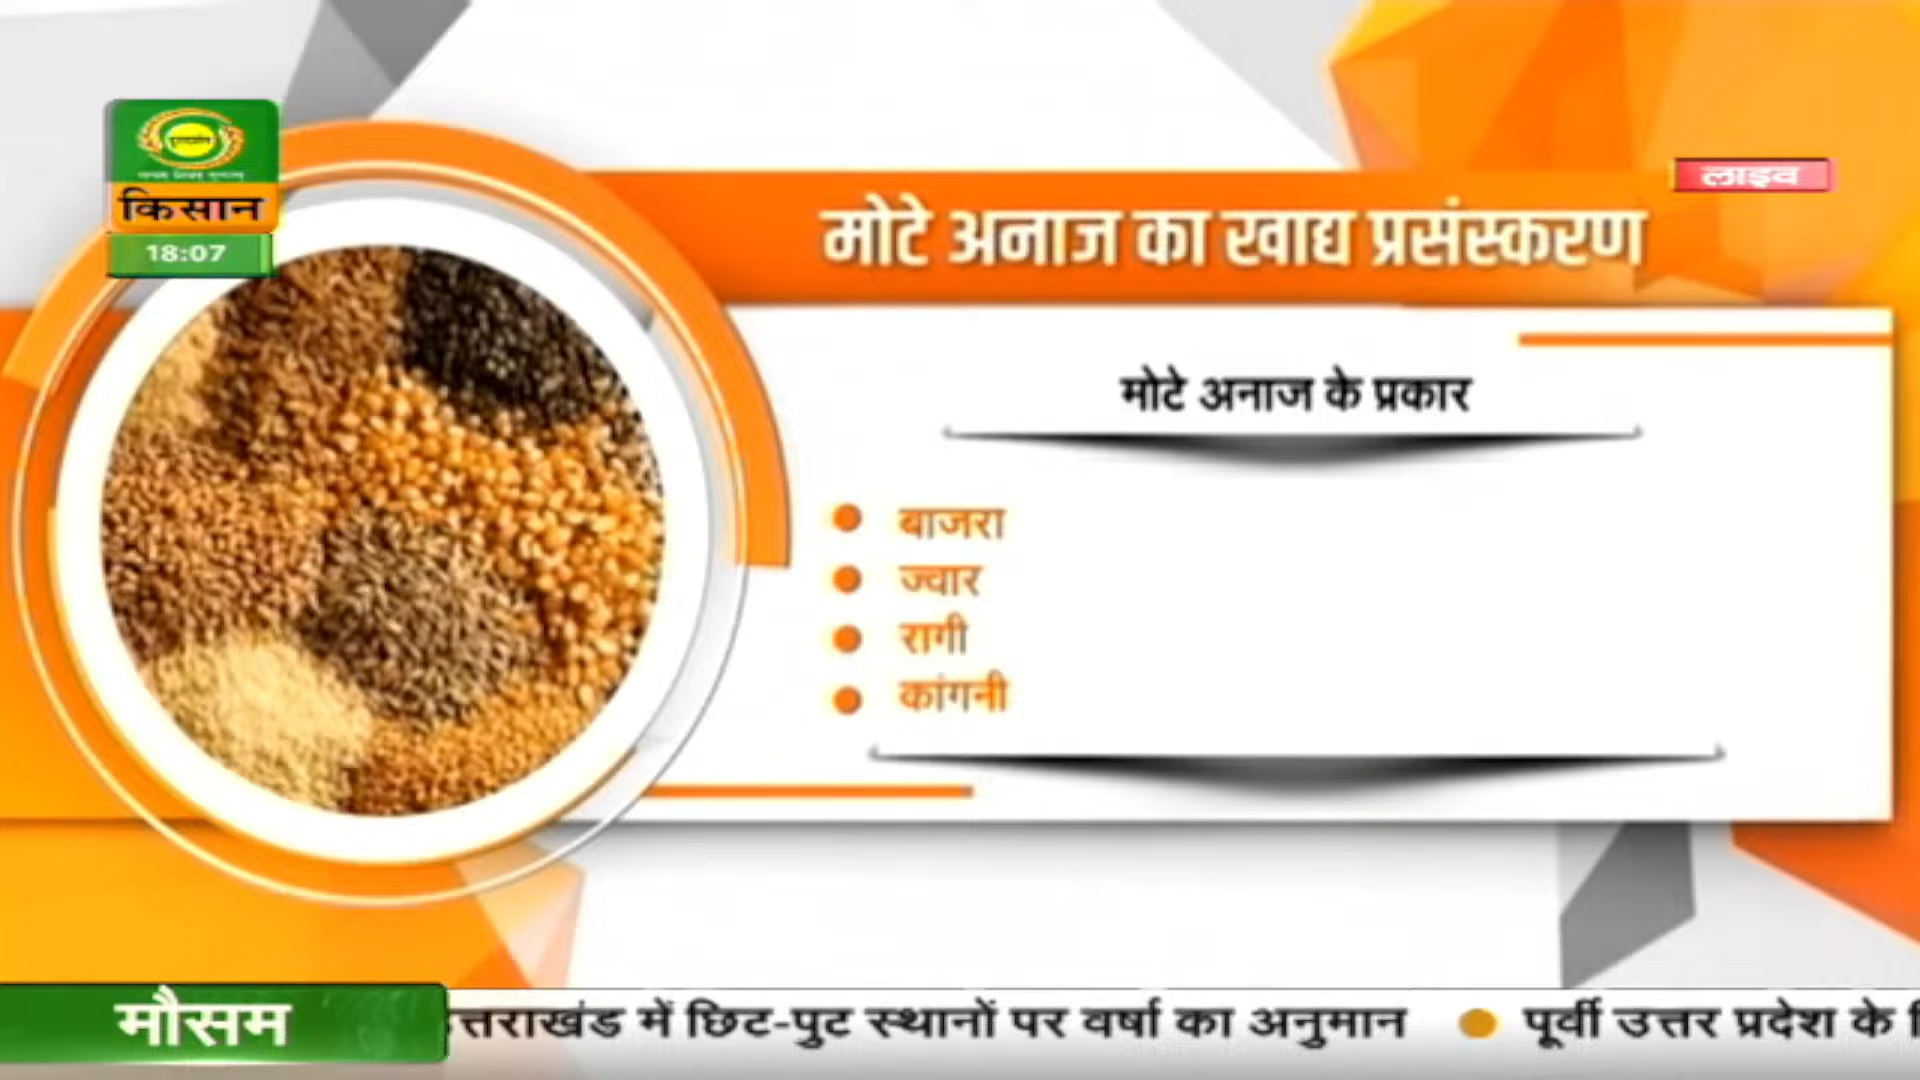 किसान
18:07
लाइव
मोटे अनाज का खाद्य प्रसंस्करण
मोटे अनाज के प्रकार
बाजरा
ज्वार
रागी
कांगनी
मौसम
त्तराखंड में छिट-पुट स्थानों पर वर्षा का अनुमान
पूर्वी उत्तर प्रदेश के